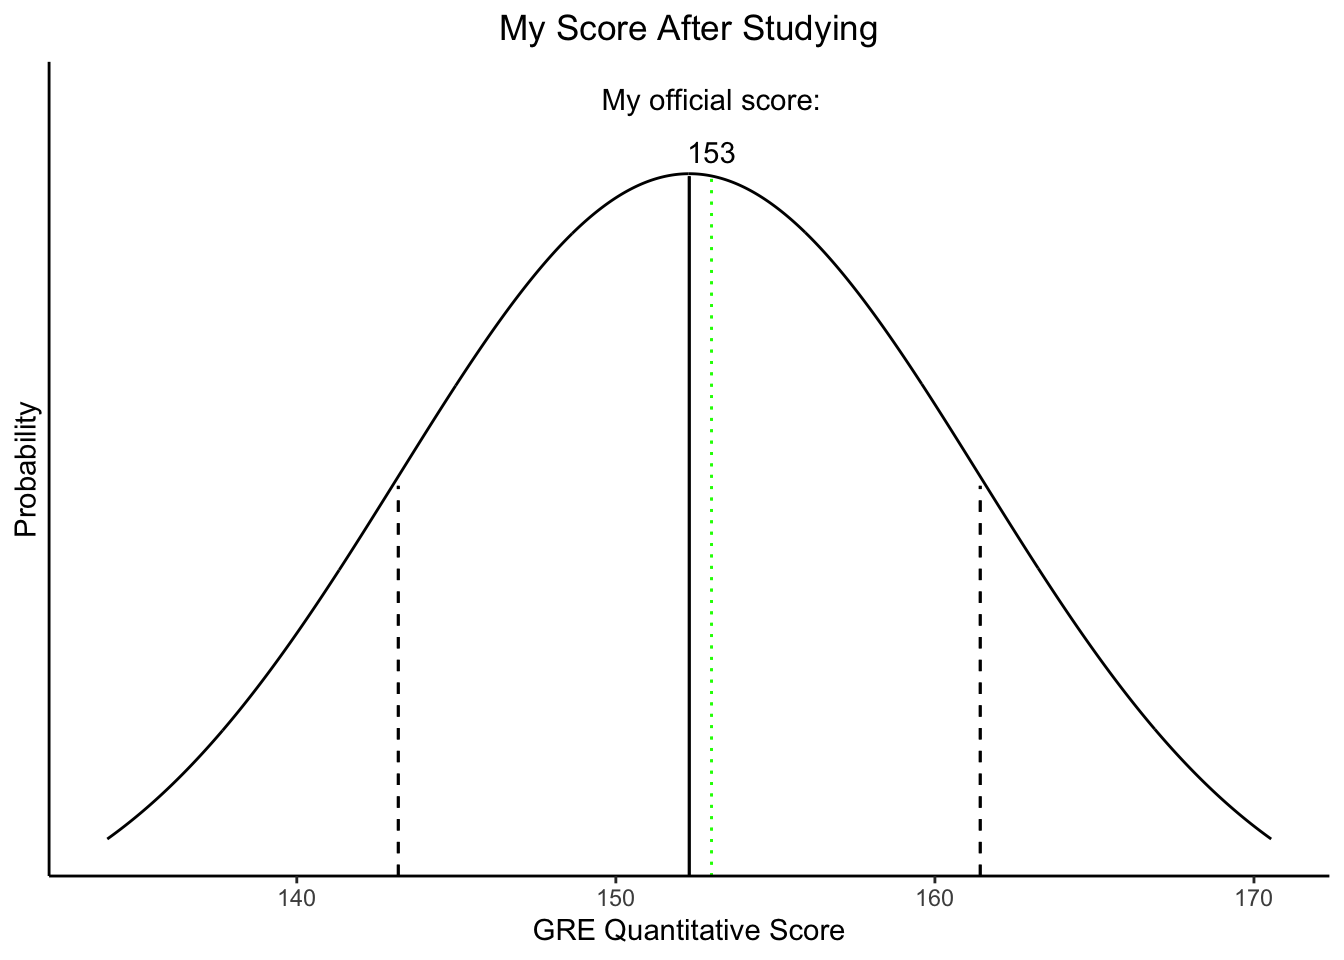 My Score After Studying
My official score:
153
Probability
140 150 160 170
GRE Quantitative Score